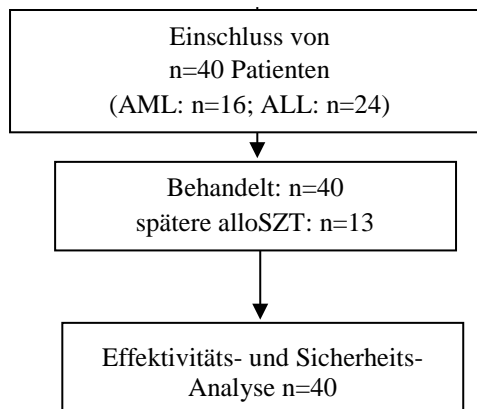 Einschluss von
n=40 Patienten
(AML: n=16; ALL: n=24)
Behandelt: n=40
spätere alloSZT: n=13
Effektivitäts- und Sicherheits-
Analyse n=40